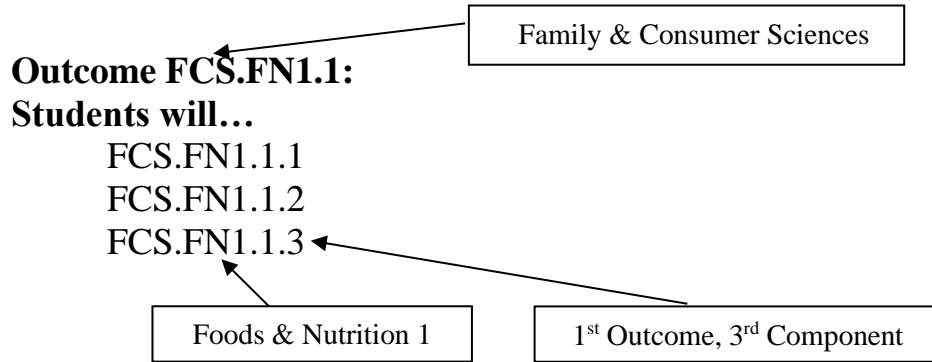 Family & Consumer Sciences
Outcome FCS.FN1.1:
Students will…
FCS.FN1.1.1
FCS.FN1.1.2
FCS.FN1.1.3
Foods & Nutrition 1
1st Outcome, 3rd Component